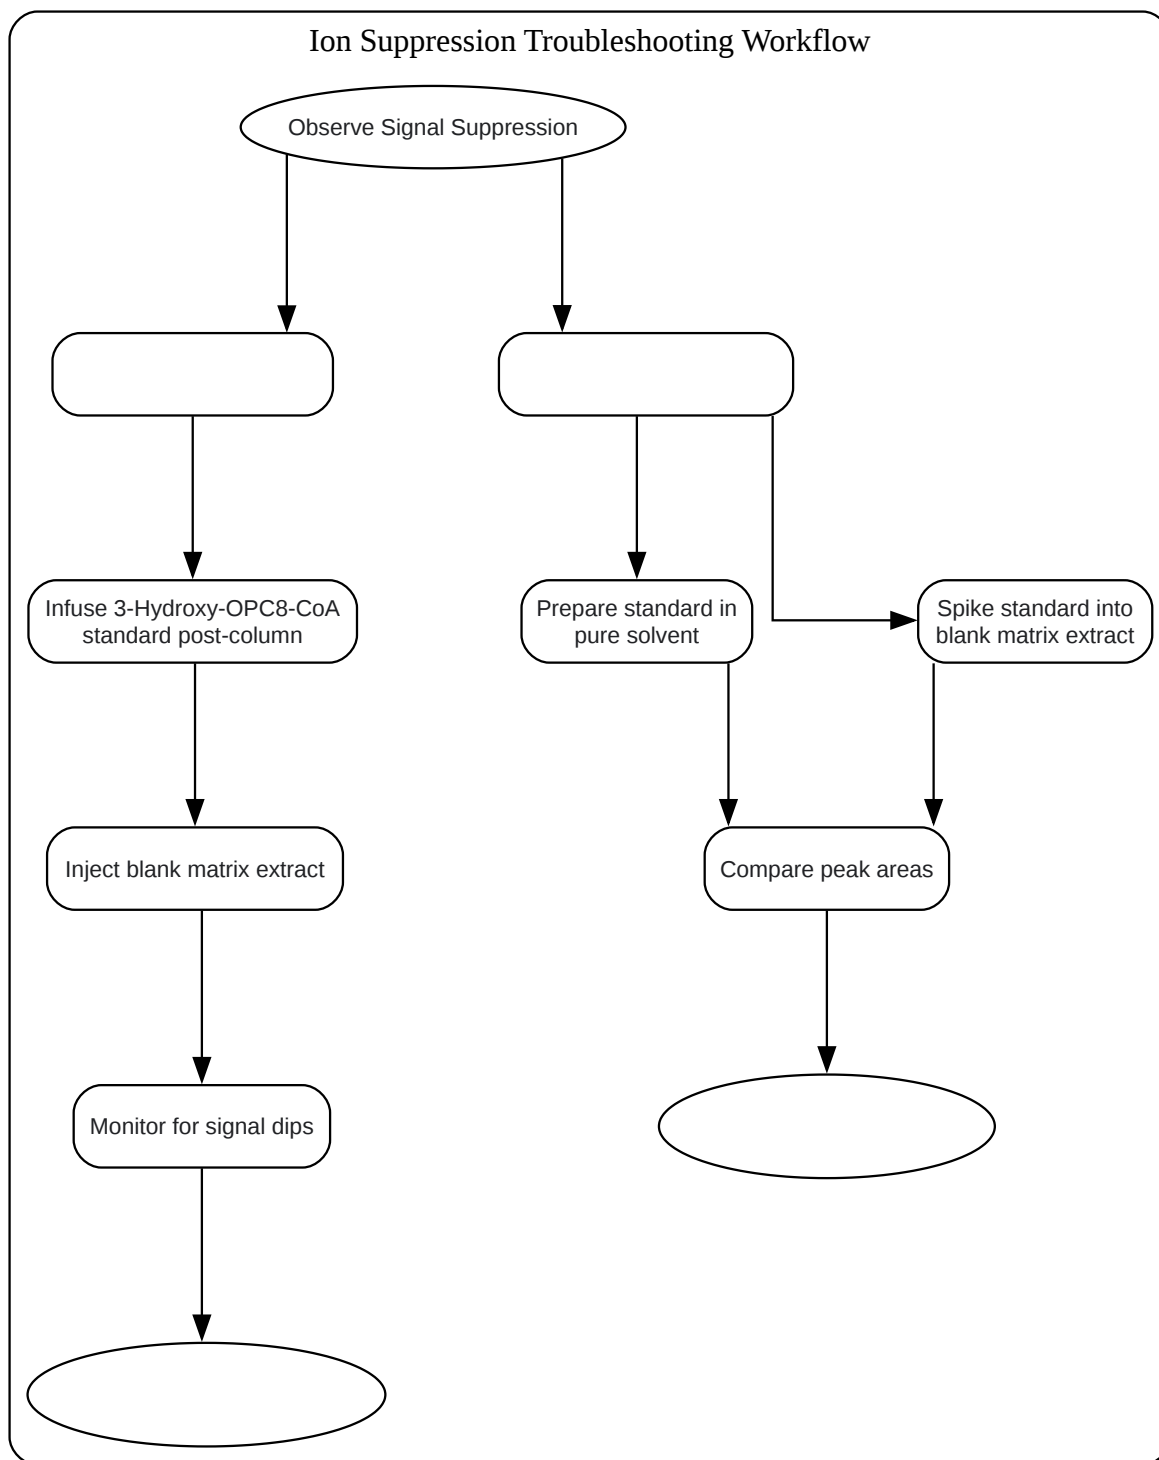 Ion Suppression Troubleshooting Workflow
Observe Signal Suppression
Infuse 3-Hydroxy-OPC8-CoA
standard post-column
Prepare standard in
pure solvent
Spike standard into
blank matrix extract
Inject blank matrix extract
Compare peak areas
Monitor for signal dips